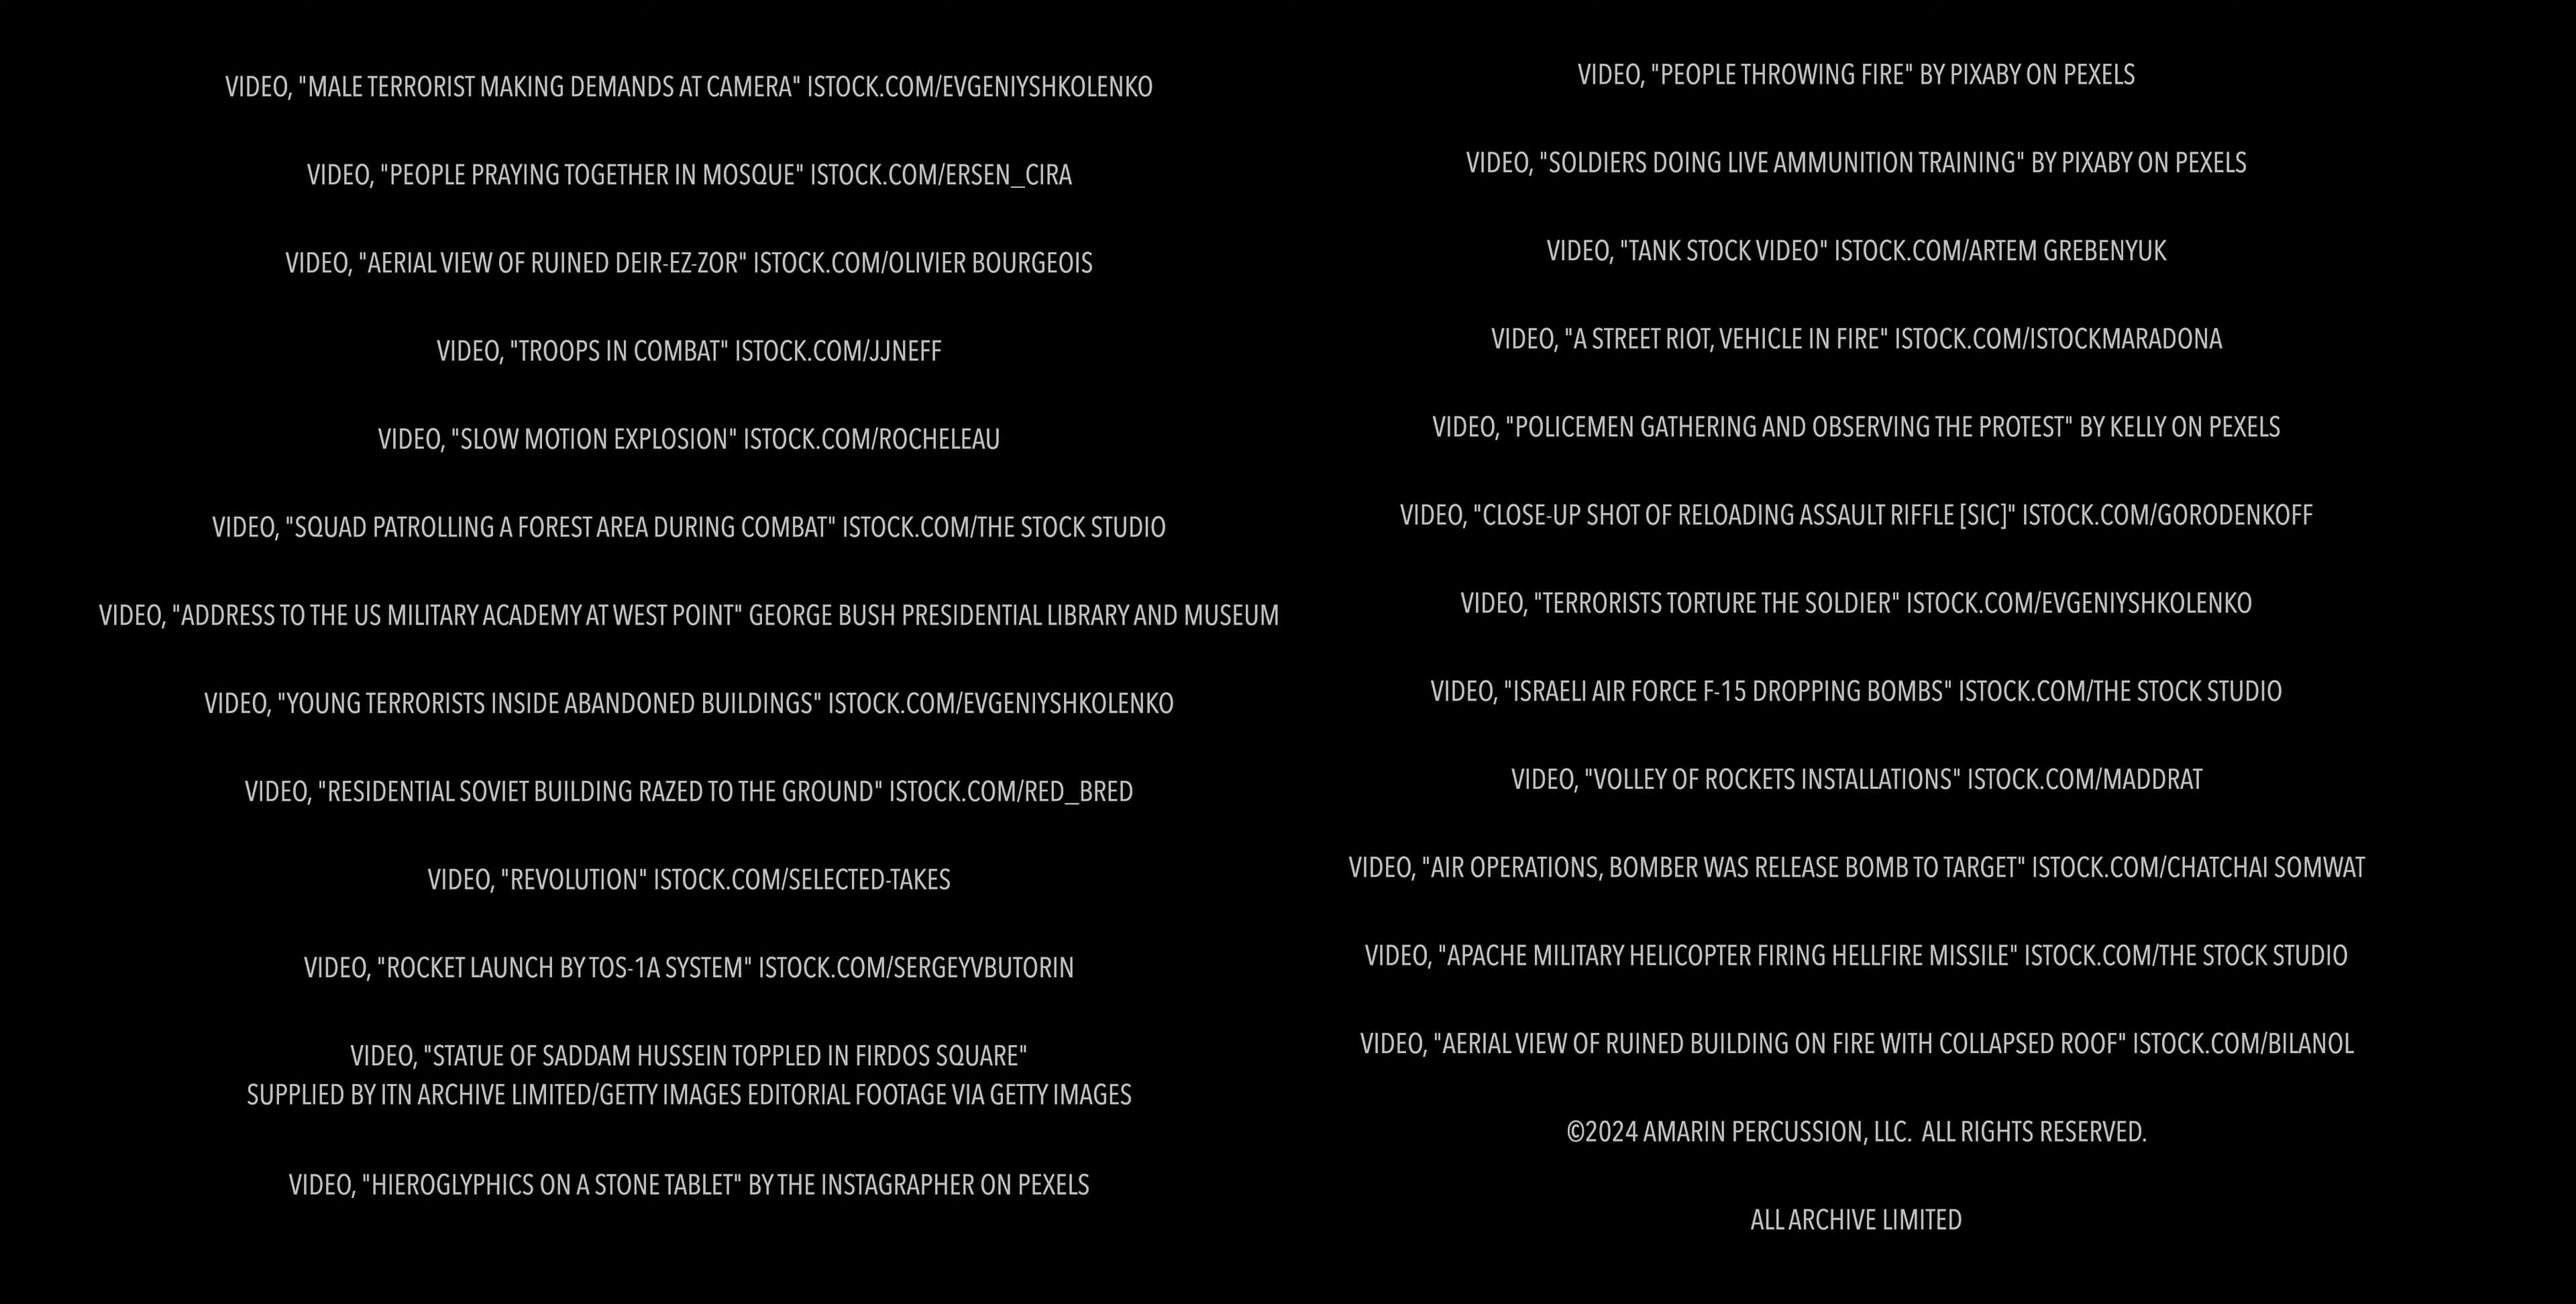 VIDEO, "MALE TERRORIST MAKING DEMANDS AT CAMERA" ISTOCK.COM/EVGENIYSHKOLENKO
VIDEO, "PEOPLE PRAYING TOGETHER IN MOSQUE" ISTOCK.COM/ERSEN_CIRA
VIDEO, "AERIAL VIEW OF RUINED DEIR-EZ-ZOR" ISTOCK.COM/OLIVIER BOURGEOIS
VIDEO, "TROOPS IN COMBAT" ISTOCK.COM/JJNEFF
VIDEO, "SLOW MOTION EXPLOSION" ISTOCK.COM/ROCHELEAU
VIDEO, "SQUAD PATROLLING A FOREST AREA DURING COMBAT" ISTOCK.COM/THE STOCK STUDIO
VIDEO, "ADDRESS TO THE US MILITARY ACADEMY AT WEST POINT" GEORGE BUSH PRESIDENTIAL LIBRARY AND MUSEUM
VIDEO, "YOUNG TERRORISTS INSIDE ABANDONED BUILDINGS" ISTOCK.COM/EVGENIYSHKOLENKO
VIDEO, "RESIDENTIAL SOVIET BUILDING RAZED TO THE GROUND" ISTOCK.COM/RED_BRED
VIDEO, "REVOLUTION" ISTOCK.COM/SELECTED-TAKES
VIDEO, "ROCKET LAUNCH BY TOS-1A SYSTEM" ISTOCK.COM/SERGEYVBUTORIN
VIDEO, "STATUE OF SADDAM HUSSEIN TOPPLED IN FIRDOS SQUARE"
SUPPLIED BY ITN ARCHIVE LIMITED/GETTY IMAGES EDITORIAL FOOTAGE VIA GETTY IMAGES
VIDEO, "HIEROGLYPHICS ON A STONE TABLET" BY THE INSTAGRAPHER ON PEXELS
VIDEO, "PEOPLE THROWING FIRE" BY PIXABY ON PEXELS
VIDEO, "SOLDIERS DOING LIVE AMMUNITION TRAINING" BY PIXABY ON PEXELS
VIDEO, "TANK STOCK VIDEO" ISTOCK.COM/ARTEM GREBENYUK
VIDEO, "A STREET RIOT, VEHICLE IN FIRE" ISTOCK.COM/ISTOCKMARADONA
VIDEO, "POLICEMEN GATHERING AND OBSERVING THE PROTEST" BY KELLY ON PEXELS
VIDEO, "CLOSE-UP SHOT OF RELOADING ASSAULT RIFFLE [SIC]" ISTOCK.COM/GORODENKOFF
VIDEO, "TERRORISTS TORTURE THE SOLDIER" ISTOCK.COM/EVGENIYSHKOLENKO
VIDEO, "ISRAELI AIR FORCE F-15 DROPPING BOMBS" ISTOCK.COM/THE STOCK STUDIO
VIDEO, "VOLLEY OF ROCKETS INSTALLATIONS" ISTOCK.COM/MADDRAT
VIDEO, "AIR OPERATIONS, BOMBER WAS RELEASE BOMB TO TARGET" ISTOCK.COM/CHATCHAI SOMWAT
VIDEO, "APACHE MILITARY HELICOPTER FIRING HELLFIRE MISSILE" ISTOCK.COM/THE STOCK STUDIO
VIDEO, "AERIAL VIEW OF RUINED BUILDING ON FIRE WITH COLLAPSED ROOF" ISTOCK.COM/BILANOL
©2024 AMARIN PERCUSSION, LLC.  ALL RIGHTS RESERVED.
ALL ARCHIVE LIMITED